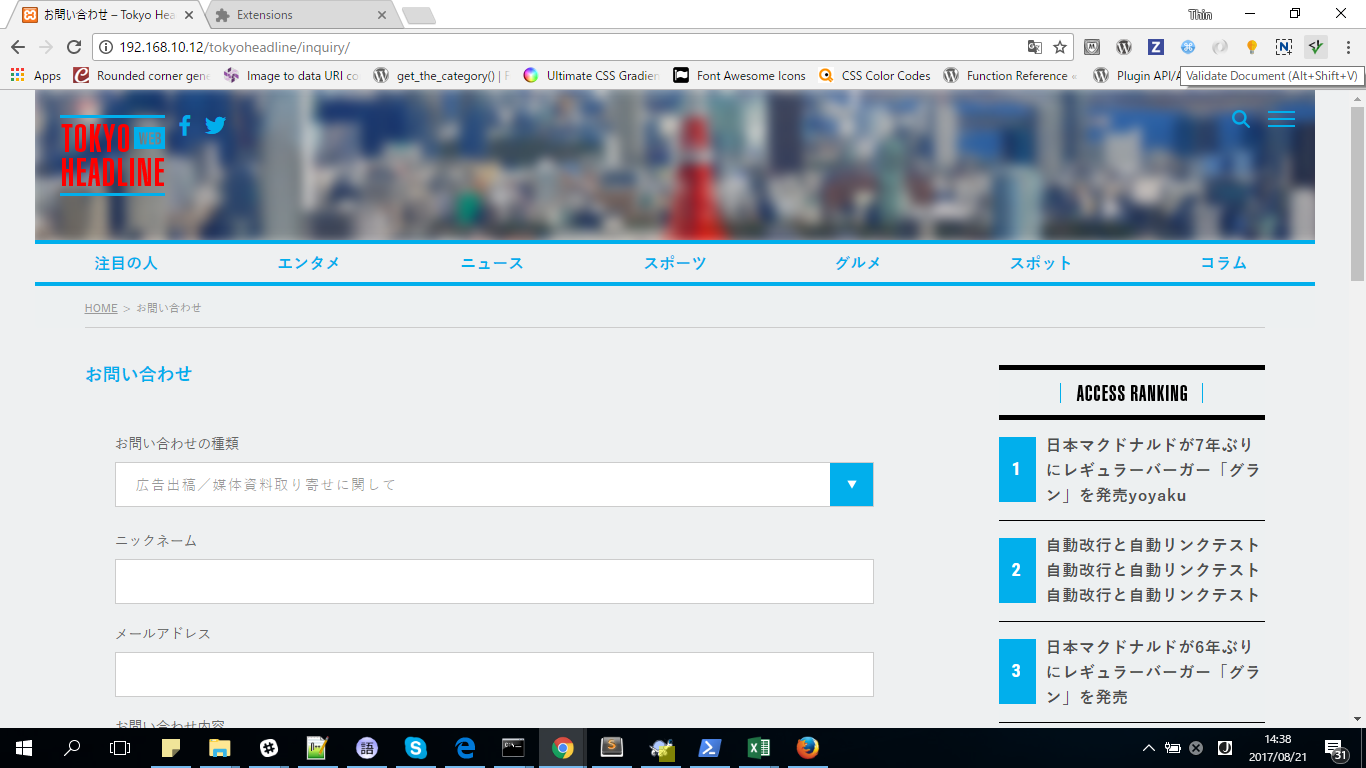 お問い合わせ – Tokyo Hea
Extensions
Thin
192.168.10.12/tokyoheadline/inquiry/
Apps
Rounded corner gene
Image to data URI co
get_the_category() | F
Ultimate CSS Gradien
Font Awesome Icons
CSS Color Codes
Function Reference «
Plugin API/A
Validate Document (Alt+Shift+V)
TOKYO WEB
HEADLINE
注目の人
エンタメ
ニュース
スポーツ
グルメ
スポット
コラム
HOME > お問い合わせ
お問い合わせ
お問い合わせの種類
広告出稿／媒体資料取り寄せに関して
ニックネーム
メールアドレス
お問い合わせ内容
ACCESS RANKING
1
日本マクドナルドが7年ぶり
にレギュラーバーガー「グラ
ン」を発売yoyaku
2
自動改行と自動リンクテスト
自動改行と自動リンクテスト
自動改行と自動リンクテスト
3
日本マクドナルドが6年ぶり
にレギュラーバーガー「グラ
ン」を発売
語
14:38
2017/08/21
31